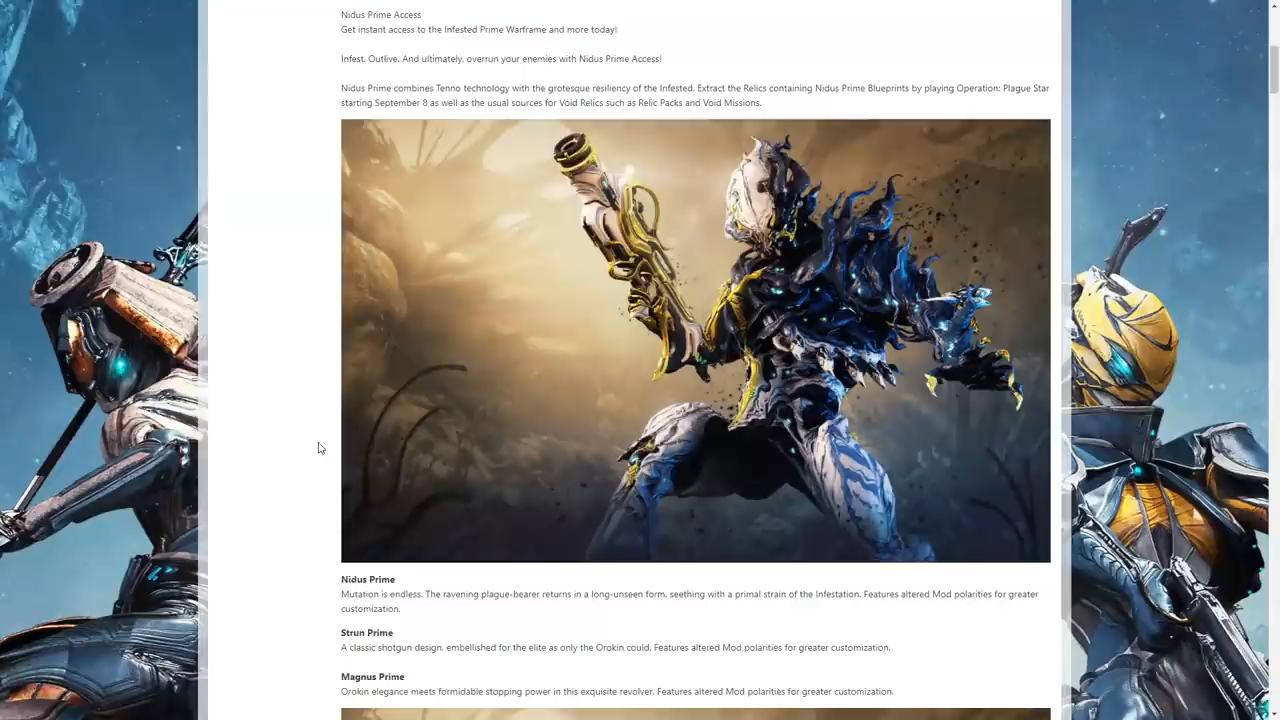 Nidus Prime Access
Get instant access to the Infested Prime Warframe and more today!
Infest. Outlive. And ultimately, overrun your enemies with Nidus Prime Access!
Nidus Prime combines Tenno technology with the grotesque resiliency of the Infested. Extract the Relics containing Nidus Prime Blueprints by playing Operation: Plague Star
starting September 8 as well as the usual sources for Void Relics such as Relic Packs and Void Missions.
Nidus Prime
Mutation is endless. The ravening plague-bearer returns in a long-unseen form, seething with a primal strain of the Infestation. Features altered Mod polarities for greater
customization.
Strun Prime
A classic shotgun design, embellished for the elite as only the Orokin could. Features altered Mod polarities for greater customization.
Magnus Prime
Orokin elegance meets formidable stopping power in this exquisite revolver. Features altered Mod polarities for greater customization.